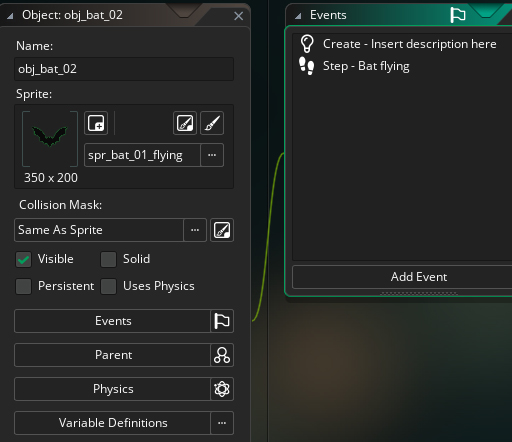 Object: obj_bat_02
Name:
obj_bat_02
Sprite:
spr_bat_01_flying
...
350 x 200
Collision Mask:
Same As Sprite
...
Visible
Solid
Persistent
Uses Physics
Events
Parent
Physics
Variable Definitions
...
Events
Create - Insert description here
Step - Bat flying
Add Event